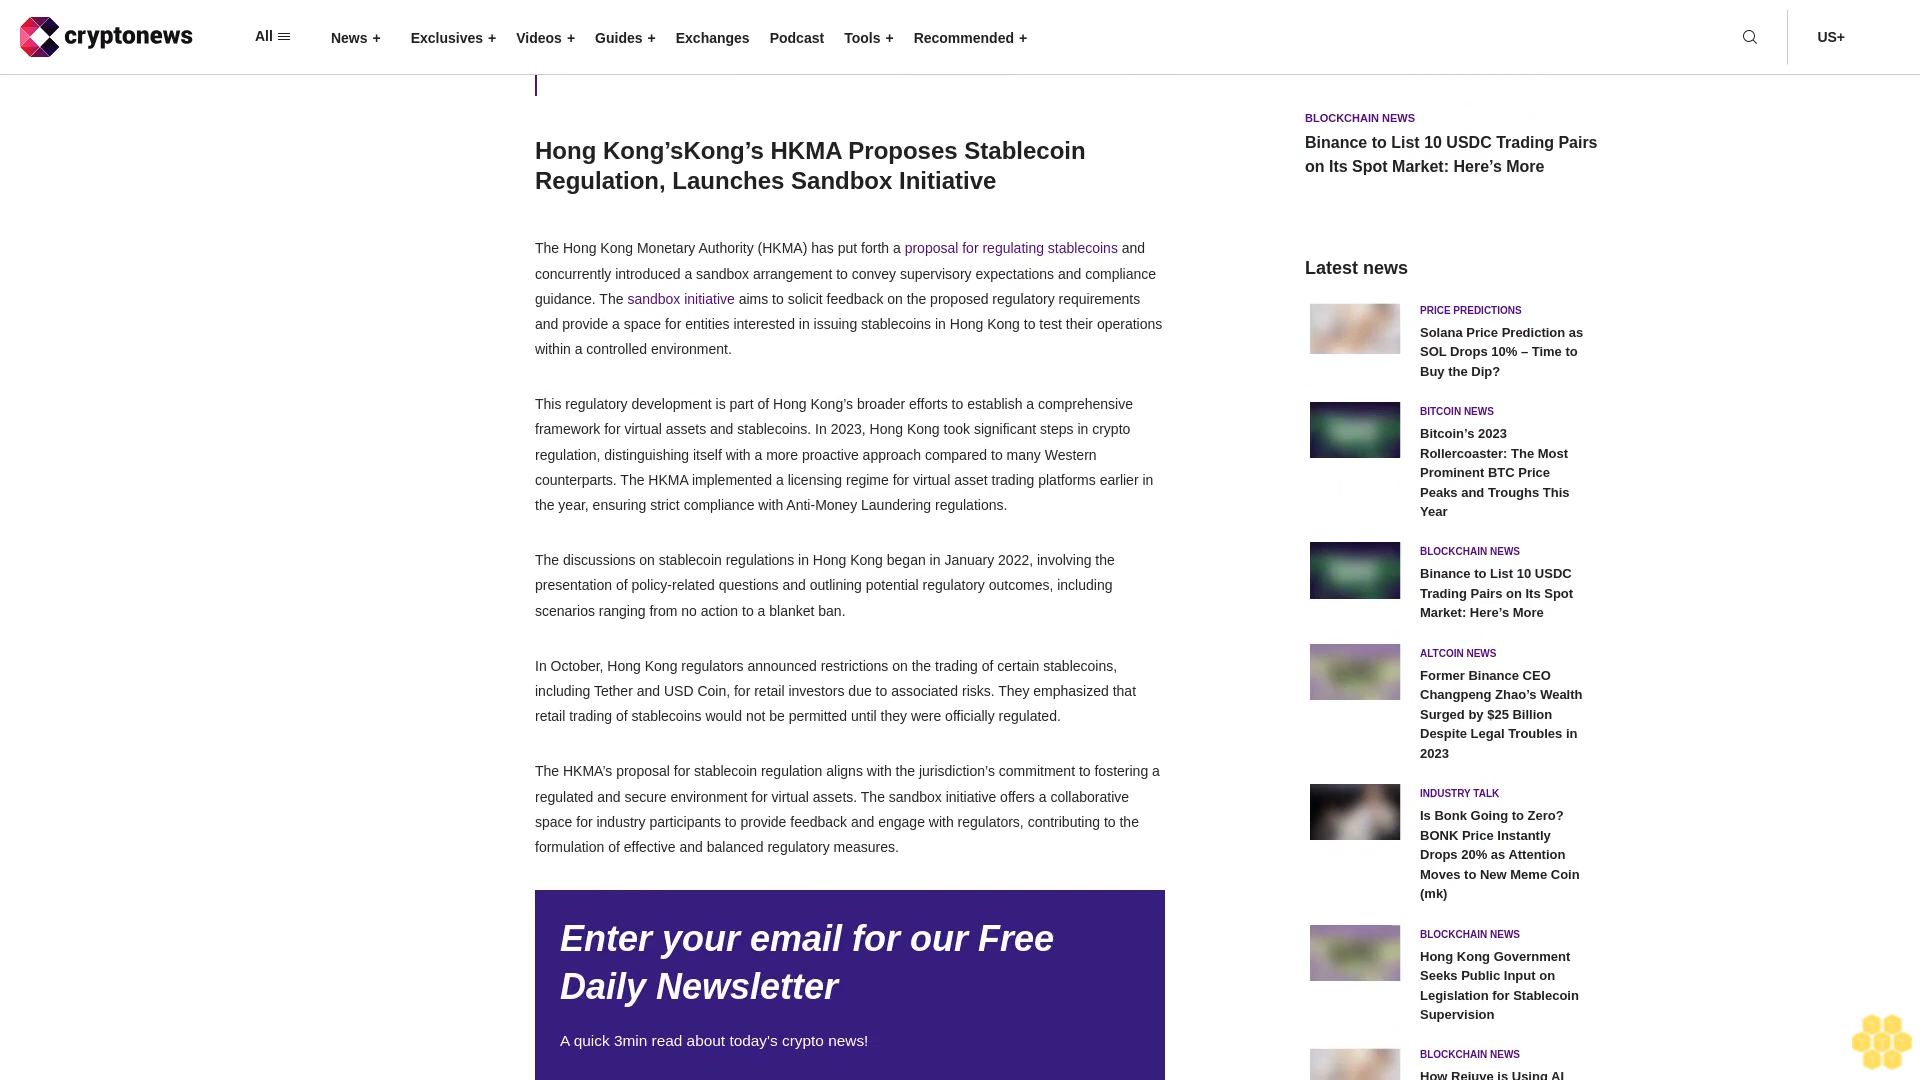 cryptonews
All
News +
Exclusives +
Videos +
Guides +
Exchanges
Podcast
Tools +
Recommended +
US+
Hong Kong’sKong’s HKMA Proposes Stablecoin
Regulation, Launches Sandbox Initiative
The Hong Kong Monetary Authority (HKMA) has put forth a proposal for regulating stablecoins and
concurrently introduced a sandbox arrangement to convey supervisory expectations and compliance
guidance. The sandbox initiative aims to solicit feedback on the proposed regulatory requirements
and provide a space for entities interested in issuing stablecoins in Hong Kong to test their operations
within a controlled environment.
This regulatory development is part of Hong Kong’s broader efforts to establish a comprehensive
framework for virtual assets and stablecoins. In 2023, Hong Kong took significant steps in crypto
regulation, distinguishing itself with a more proactive approach compared to many Western
counterparts. The HKMA implemented a licensing regime for virtual asset trading platforms earlier in
the year, ensuring strict compliance with Anti-Money Laundering regulations.
The discussions on stablecoin regulations in Hong Kong began in January 2022, involving the
presentation of policy-related questions and outlining potential regulatory outcomes, including
scenarios ranging from no action to a blanket ban.
In October, Hong Kong regulators announced restrictions on the trading of certain stablecoins,
including Tether and USD Coin, for retail investors due to associated risks. They emphasized that
retail trading of stablecoins would not be permitted until they were officially regulated.
The HKMA’s proposal for stablecoin regulation aligns with the jurisdiction’s commitment to fostering a
regulated and secure environment for virtual assets. The sandbox initiative offers a collaborative
space for industry participants to provide feedback and engage with regulators, contributing to the
formulation of effective and balanced regulatory measures.
Enter your email for our Free
Daily Newsletter
A quick 3min read about today's crypto news!
BLOCKCHAIN NEWS
Binance to List 10 USDC Trading Pairs
on Its Spot Market: Here’s More
Latest news
PRICE PREDICTIONS
Solana Price Prediction as
SOL Drops 10% – Time to
Buy the Dip?
BITCOIN NEWS
Bitcoin’s 2023
Rollercoaster: The Most
Prominent BTC Price
Peaks and Troughs This
Year
BLOCKCHAIN NEWS
Binance to List 10 USDC
Trading Pairs on Its Spot
Market: Here’s More
ALTCOIN NEWS
Former Binance CEO
Changpeng Zhao’s Wealth
Surged by $25 Billion
Despite Legal Troubles in
2023
INDUSTRY TALK
Is Bonk Going to Zero?
BONK Price Instantly
Drops 20% as Attention
Moves to New Meme Coin
(mk)
BLOCKCHAIN NEWS
Hong Kong Government
Seeks Public Input on
Legislation for Stablecoin
Supervision
BLOCKCHAIN NEWS
How Rejuve is Using AI